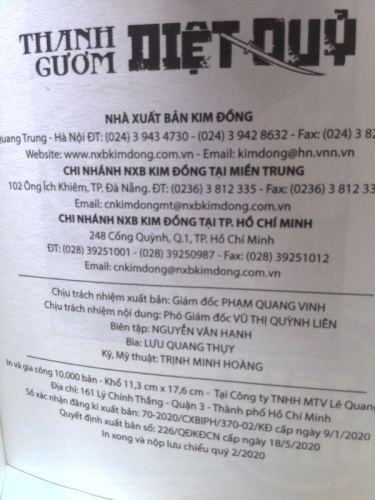 THANH
GƯƠM
DIỆT QUỶ
NHÀ XUẤT BẢN KIM ĐỒNG
Quang Trung - Hà Nội ĐT: (024) 3 943 4730 - (024) 3 942 8632 - Fax: (024) 3 82
Website: www.nxbkimdong.com.vn - Email: kimdong@hn.vnn.vn
CHI NHÁNH NXB KIM ĐỒNG TẠI MIỀN TRUNG
102 Ông Ích Khiêm, TP. Đà Nẵng. ĐT: (0236) 3 812 335 - Fax: (0236) 3 812 33
Email: cnkimdongmt@nxbkimdong.com.vn
CHI NHÁNH NXB KIM ĐỒNG TẠI TP. HỒ CHÍ MINH
248 Cống Quỳnh, Q.1, TP. Hồ Chí Minh
ĐT: (028) 39251001 - (028) 39250987 - Fax: (028) 39251012
Email: cnkimdong@nxbkimdong.com.vn
Chịu trách nhiệm xuất bản: Giám đốc PHẠM QUANG VINH
Chịu trách nhiệm nội dung: Phó Giám đốc VŨ THỊ QUỲNH LIÊN
Biên tập: NGUYỄN VÂN HẠNH
Bìa: LƯU QUANG THỤY
Kỹ, Mỹ thuật: TRỊNH MINH HOÀNG
In và gia công 10.000 bản - Khổ 11,3 cm x 17,6 cm - Tại Công ty TNHH MTV Lê Quang
Địa chỉ: 161 Lý Chính Thắng - Quận 3 - Thành phố Hồ Chí Minh
Số xác nhận đăng kí xuất bản: 70-2020/CXBIPH/370-02/KĐ cấp ngày 9/1/2020
Quyết định xuất bản số: 226/QĐKĐCN cấp ngày 18/5/2020
In xong và nộp lưu chiểu quý 2/2020